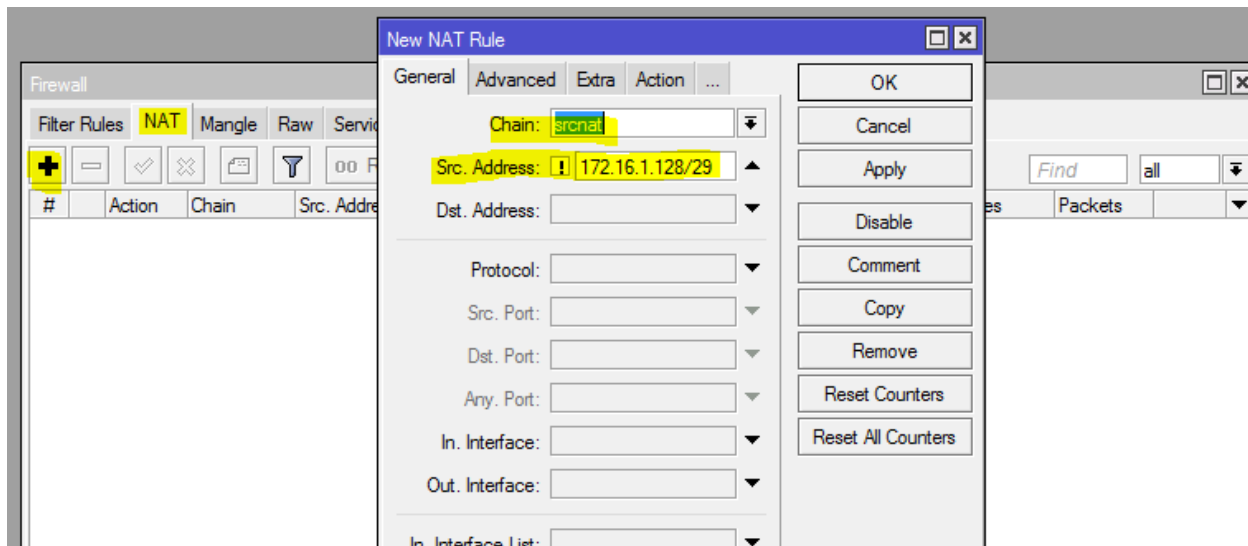 New NAT Rule
Firewall
Filter Rules NAT Mangle Raw
General Advanced Extra Action ...
OK
Chain: srcnat
Cancel
Src. Address: ! 172.16.1.128/29
Apply
Find all
# Action Chain Src. Packets
Dst. Address:
Disable
Protocol:
Comment
Src. Port:
Copy
Dst. Port:
Remove
Any. Port:
Reset Counters
In. Interface:
Reset All Counters
Out. Interface:
In. Interface List: